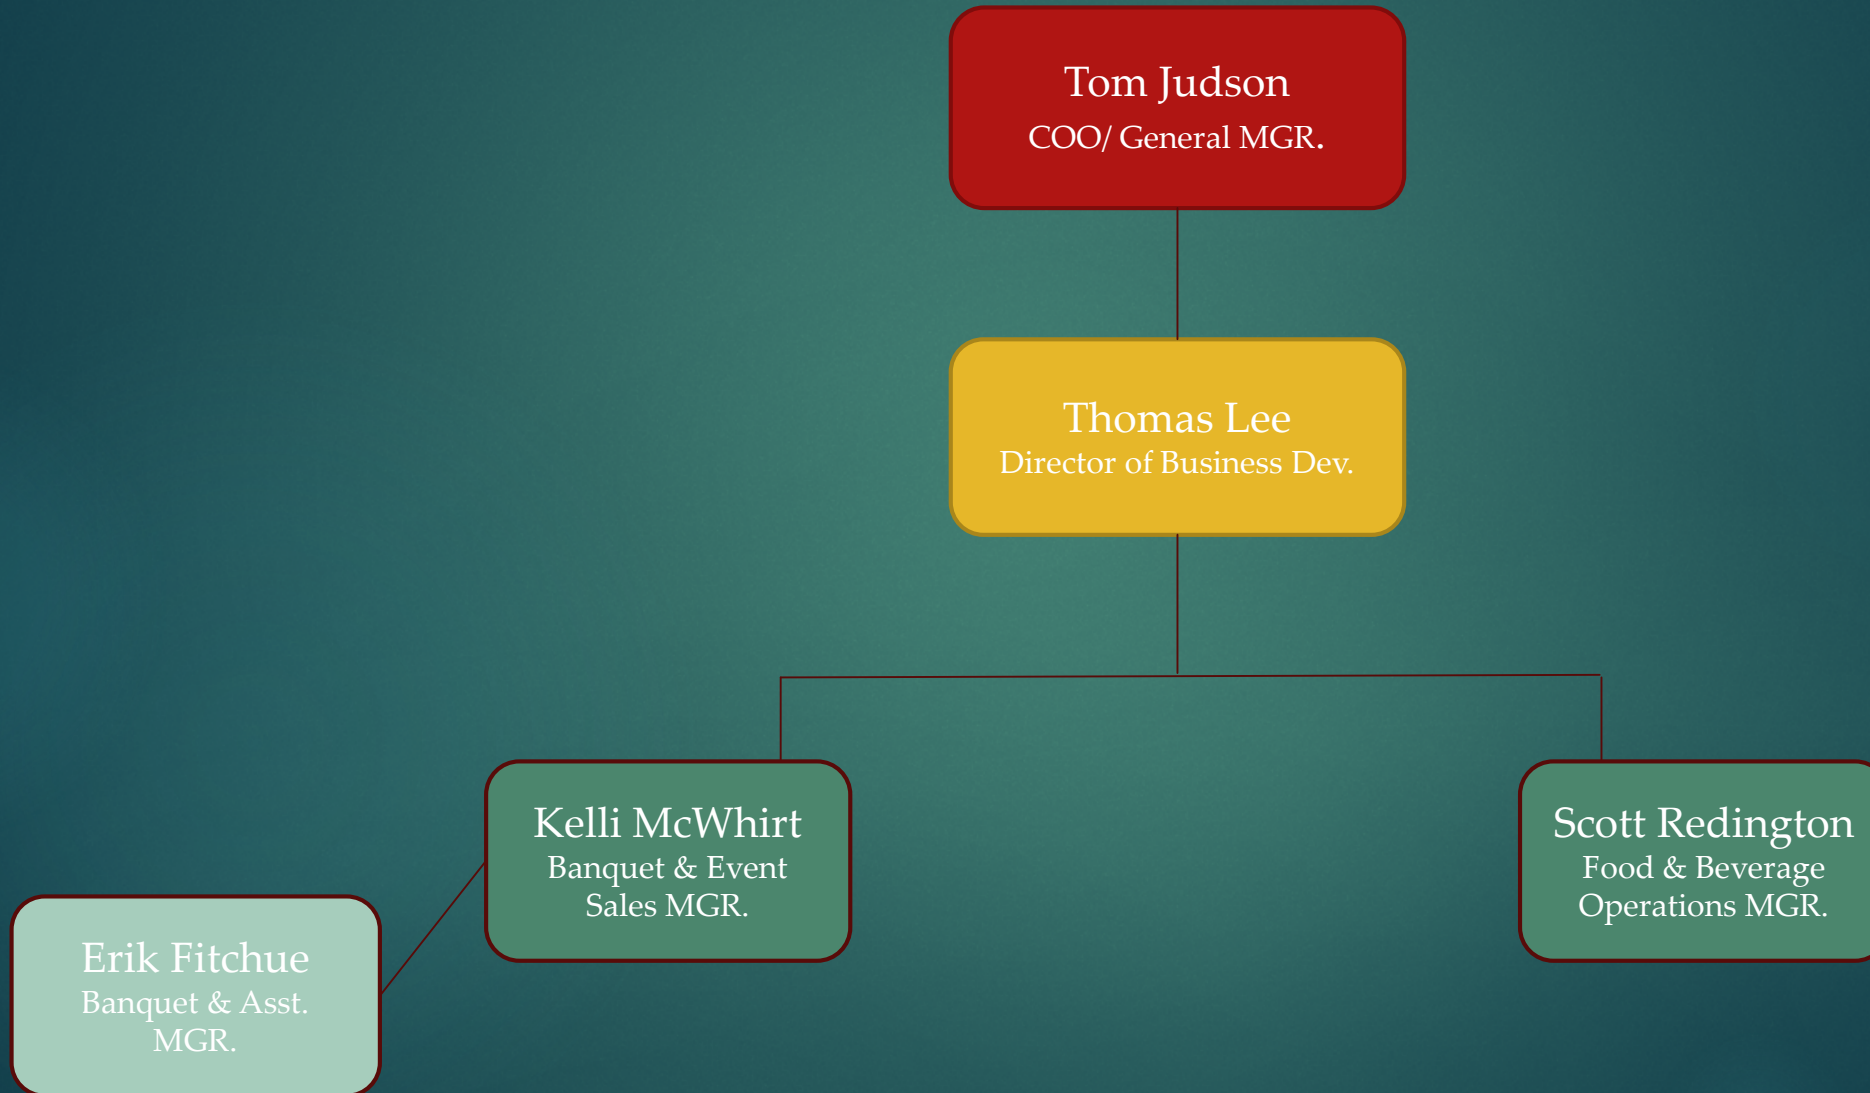 Tom Judson
COO/ General MGR.
Thomas Lee
Director of Business Dev.
Kelli McWhirt
Banquet & Event
Sales MGR.
Scott Redington
Food & Beverage
Operations MGR.
Erik Fitchue
Banquet & Asst.
MGR.